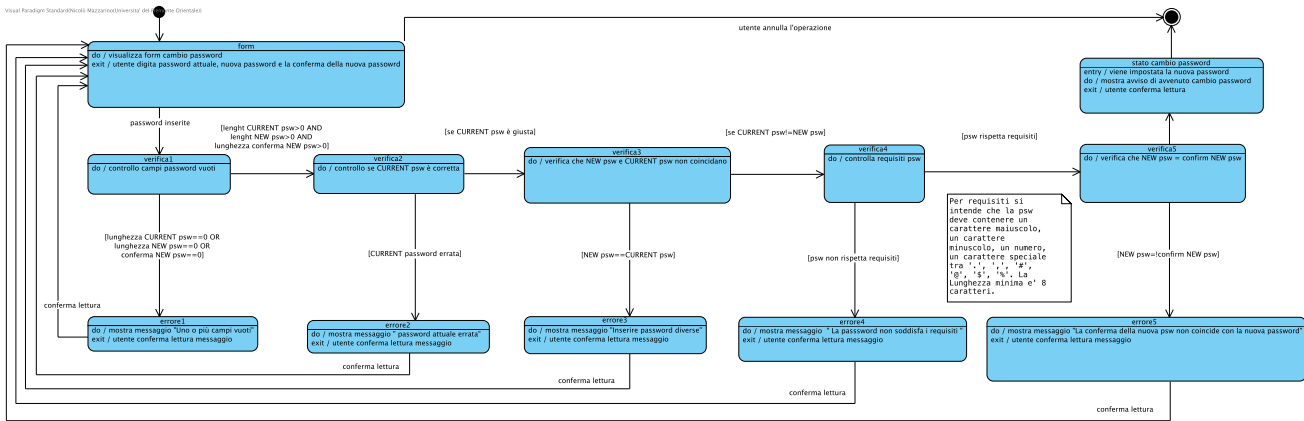 Visual Paradigm Standard(Nicolò Mazzarino(Universita' del Piemonte Orientale))
form
do / visualizza form cambio password
exit / utente digita password attuale, nuova password e la conferma della nuova passowrd
utente annulla l'operazione
stato cambio password
entry / viene impostata la nuova password
do / mostra avviso di avvenuto cambio password
exit / utente conferma lettura
password inserite
[lenght CURRENT psw>0 AND
lenght NEW psw>0 AND
lunghezza conferma NEW psw>0]
[se CURRENT psw è giusta]
[se CURRENT psw!=NEW psw]
[psw rispetta requisiti]
verifica1
do / controllo campi password vuoti
verifica2
do / controllo se CURRENT psw è corretta
verifica3
do / verifica che NEW psw e CURRENT psw non coincidano
verifica4
do / controlla requisiti psw
verifica5
do / verifica che NEW psw = confirm NEW psw
Per requisiti si
intende che la psw
deve contenere un
carattere maiuscolo,
un carattere
minuscolo, un numero,
un carattere speciale
tra '.', ',', '#',
'@', '$', '%'. La
Lunghezza minima e' 8
caratteri.
[lunghezza CURRENT psw==0 OR
lunghezza NEW psw==0 OR
conferma NEW psw==0]
[CURRENT password errata]
[NEW psw==CURRENT psw]
[psw non rispetta requisiti]
[NEW psw=!confirm NEW psw]
conferma lettura
errore1
do / mostra messaggio "Uno o più campi vuoti"
exit / utente conferma lettura messaggio
errore2
do / mostra messaggio " password attuale errata"
exit / utente conferma lettura messaggio
errore3
do / mostra messaggio "Inserire password diverse"
exit / utente conferma lettura messaggio
errore4
do / mostra messaggio " La passsword non soddisfa i requisiti "
exit / utente conferma lettura messaggio
errore5
do / mostra messaggio "La conferma della nuova psw non coincide con la nuova password"
exit / utente conferma lettura messaggio
conferma lettura
conferma lettura
conferma lettura
conferma lettura